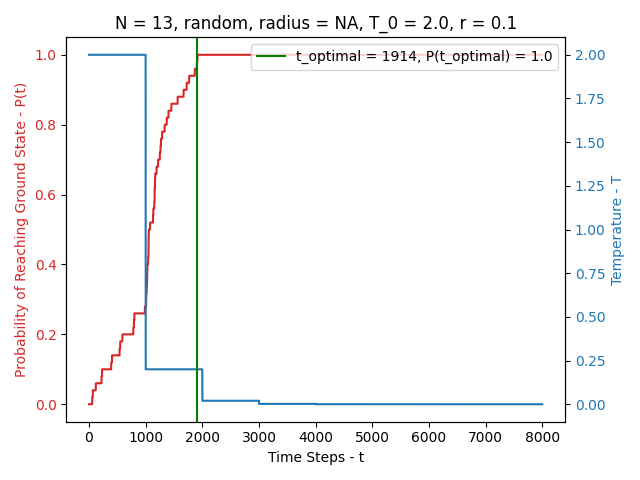 N = 13, random, radius = NA, T_0 = 2.0, r = 0.1
t_optimal = 1914, P(t_optimal) = 1.0
Probability of Reaching Ground State - P(t)
1.0
0.8
0.6
0.4
0.2
0.0
2.00
1.75
1.50
1.25
1.00
0.75
0.50
0.25
0.00
Temperature - T
0 1000 2000 3000 4000 5000 6000 7000 8000
Time Steps - t